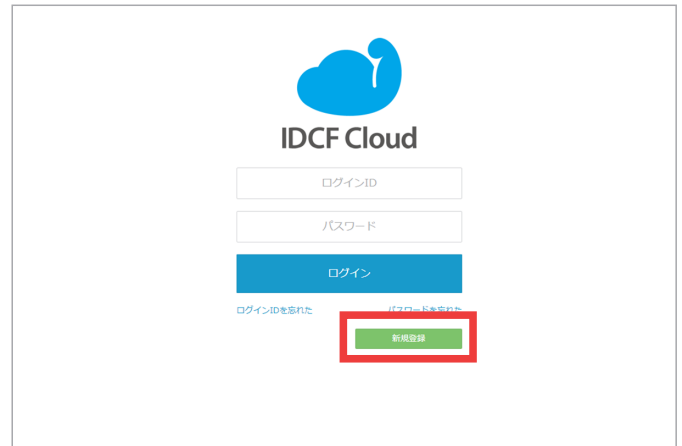 IDCF Cloud
ログインID
パスワード
ログイン
ログインIDを忘れた
パスワードを忘れた
新規登録